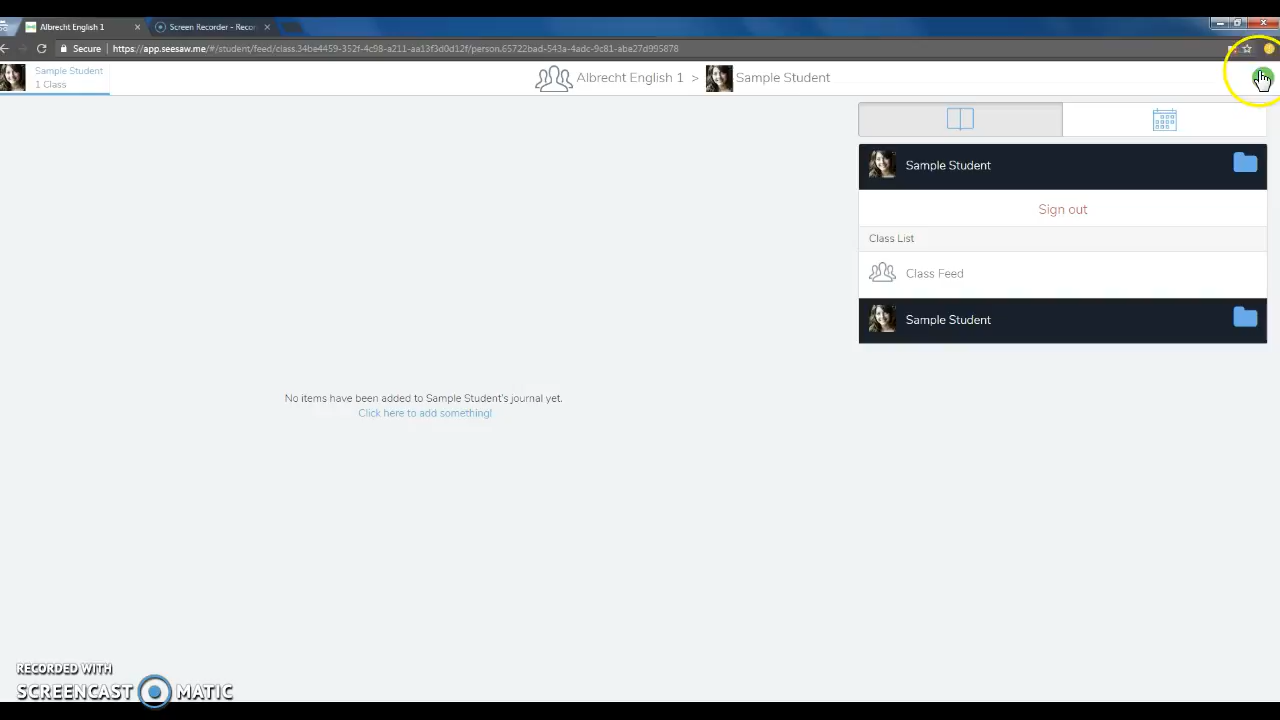 Albrecht English 1
Screen Recorder - Recor
Secure
https://app.seesaw.me/#/student/feed/class.34be4459-352f-4c98-a211-aa13f3d0d12f/person.65722bad-543a-4adc-9c81-abe27d995878
Sample Student
1 Class
Albrecht English 1 > Sample Student
Sample Student
Sign out
Class List
Class Feed
Sample Student
No items have been added to Sample Student's journal yet.
Click here to add something!
RECORDED WITH
SCREENCAST MATIC